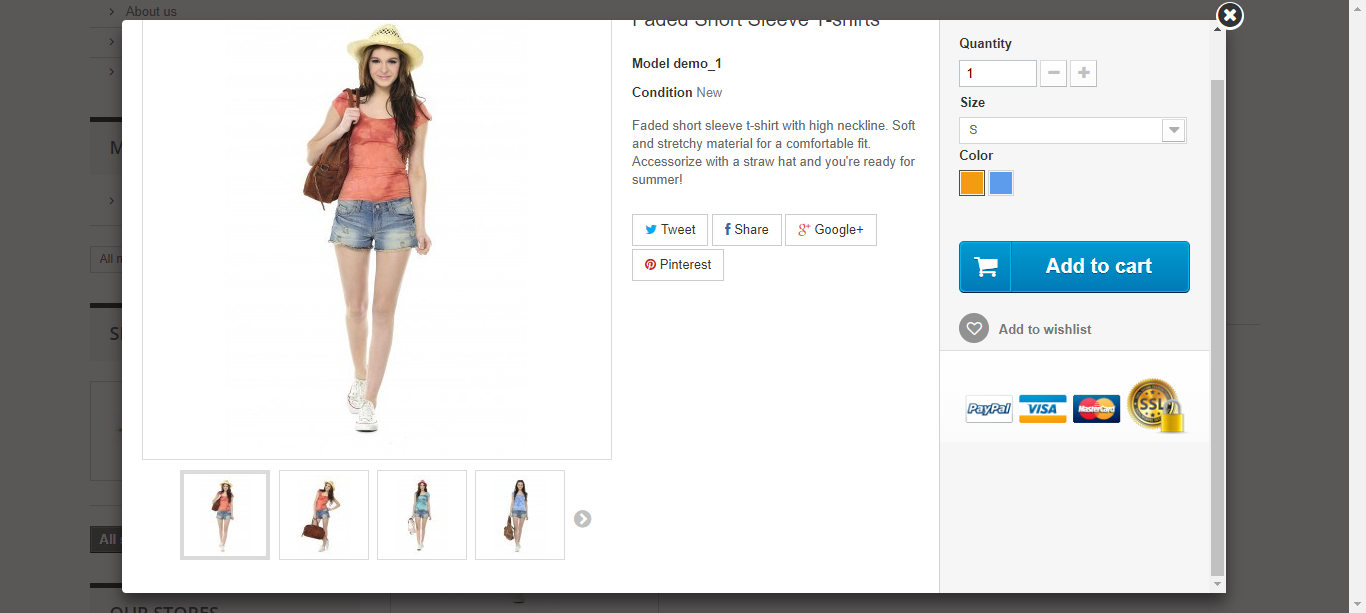 About us
Faded Short Sleeve T-shirts
Model demo_1
Condition New
Faded short sleeve t-shirt with high neckline. Soft
and stretchy material for a comfortable fit.
Accessorize with a straw hat and you're ready for
summer!
Tweet
Share
Google+
Pinterest
Quantity
1
Size
S
Color
Add to cart
Add to wishlist
PayPal
VISA
MasterCard
SSL
M
All
S
All
OUR STORES